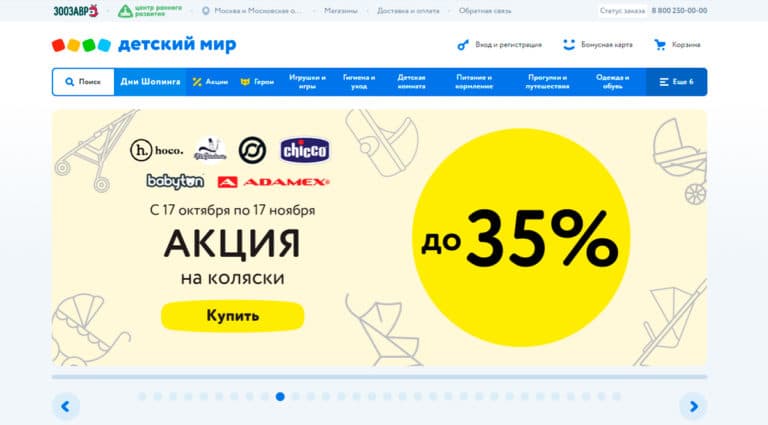 ЗООЗАВР
центр раннего развития
Москва и Московская о...
Магазины
Доставка и оплата
Обратная связь
Статус заказа
8 800 250-00-00
детский мир
Вход и регистрация
Бонусная карта
Корзина
Поиск
Дни Шопинга
Акции
Герои
Игрушки и игры
Гигиена и уход
Детская комната
Питание и кормление
Прогулки и путешествия
Одежда и обувь
Еще 6
h. hoco.
chicco
babyton
ADAMEX®
С 17 октября по 17 ноября
АКЦИЯ
на коляски
Купить
до 35%